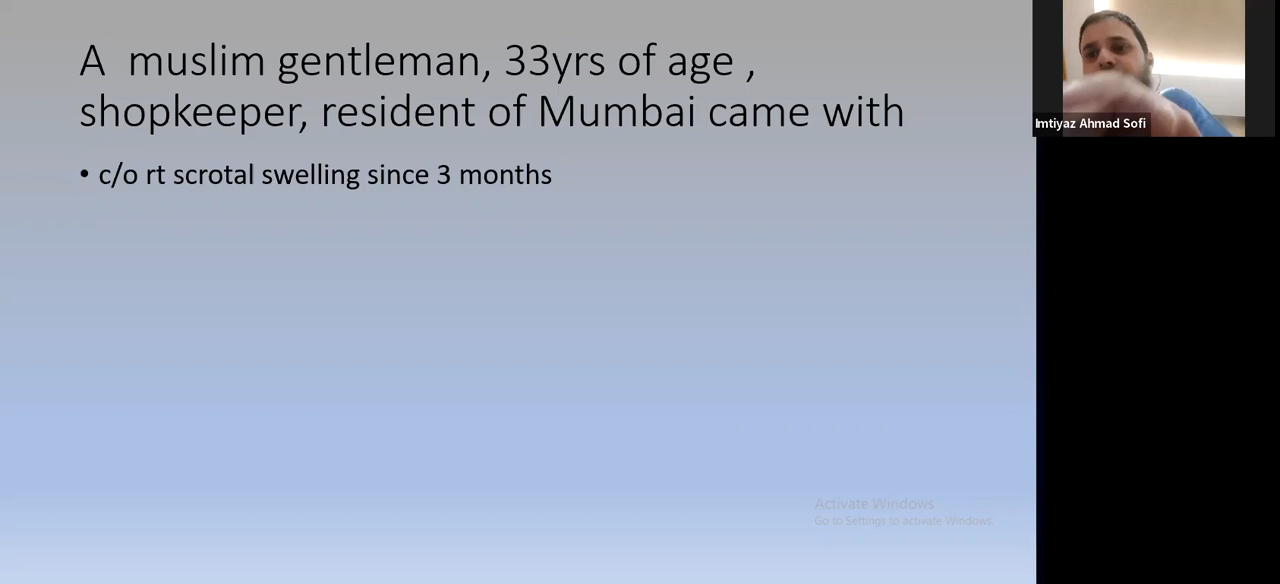 A  muslim gentleman, 33yrs of age ,
shopkeeper, resident of Mumbai came with
• c/o rt scrotal swelling since 3 months
Imtiyaz Ahmad Sofi
Activate Windows
Go to Settings to activate Windows.